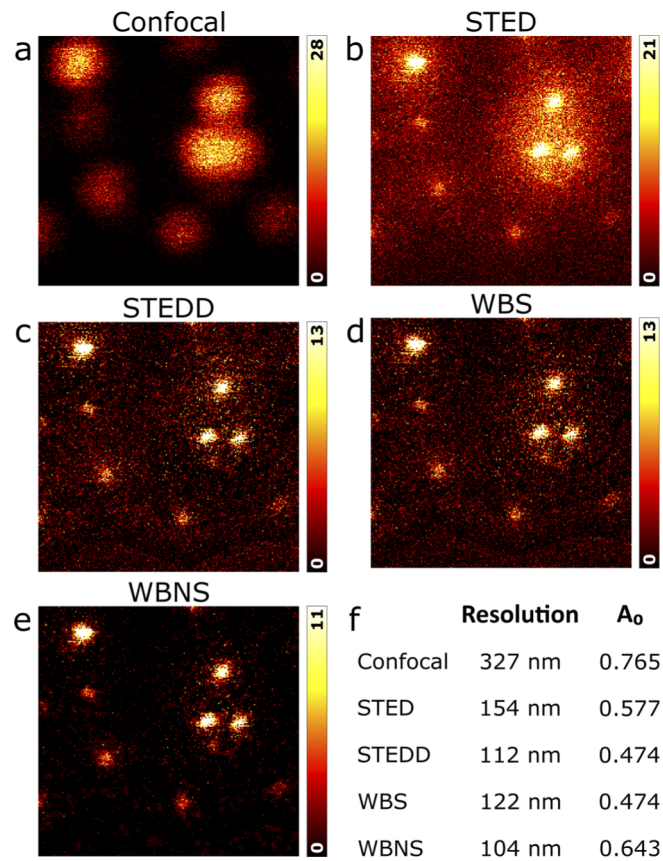 Confocal
a
28
0
STED
b
21
0
STEDD
c
13
0
WBS
d
13
0
WBNS
e
11
0
f
Resolution A₀
Confocal 327 nm 0.765
STED 154 nm 0.577
STEDD 112 nm 0.474
WBS 122 nm 0.474
WBNS 104 nm 0.643